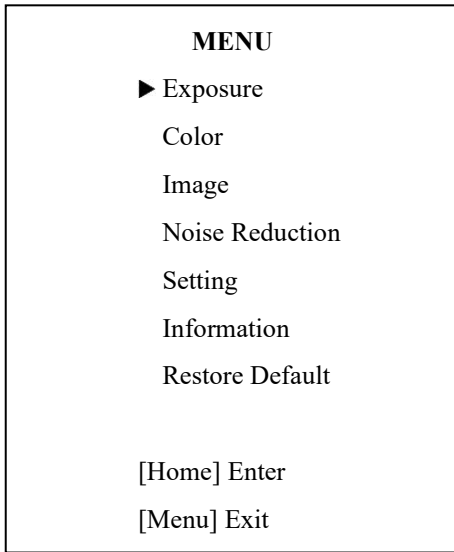 MENU
▶ Exposure
Color
Image
Noise Reduction
Setting
Information
Restore Default
[Home] Enter
[Menu] Exit